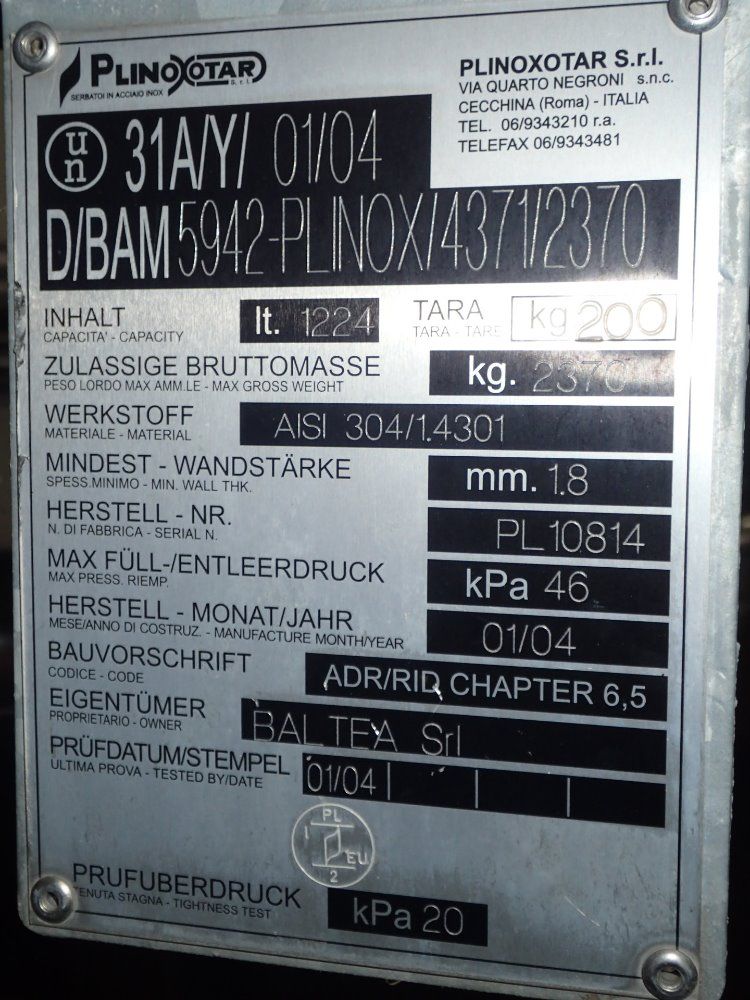 PLINOXOTAR S.r.l.
SERBATOI IN ACCIAIO INOX
PLINOXOTAR S.r.l.
VIA QUARTO NEGRONI s.n.c.
CECCHINA (Roma) - ITALIA
TEL. 06/9343210 r.a.
TELEFAX 06/9343481
un 31A/Y/ 01/04
D/BAM 5942-PLINOX/4371/2370
INHALT lt. 1224 TARA kg 200
CAPACITA' - CAPACITY TARA - TARE
ZULASSIGE BRUTTOMASSE kg. 2370
PESO LORDO MAX AMM.LE - MAX GROSS WEIGHT
WERKSTOFF AISI 304/1.4301
MATERIALE - MATERIAL
MINDEST - WANDSTÄRKE mm. 1.8
SPESS.MINIMO - MIN. WALL THK.
HERSTELL - NR. PL10814
N. DI FABBRICA - SERIAL N.
MAX FÜLL-/ENTLEERDRUCK kPa 46
MAX PRESS. RIEMP.
HERSTELL - MONAT/JAHR 01/04
MESE/ANNO DI COSTRUZ. - MANUFACTURE MONTH/YEAR
BAUVORSCHRIFT ADR/RID CHAPTER 6,5
CODICE - CODE
EIGENTÜMER BALTEA Srl
PROPRIETARIO - OWNER
PRÜFDATUM/STEMPEL 01/04
ULTIMA PROVA - TESTED BY/DATE
PL
1 EU
2
PRUFUBERDRUCK kPa 20
TENUTA STAGNA - TIGHTNESS TEST